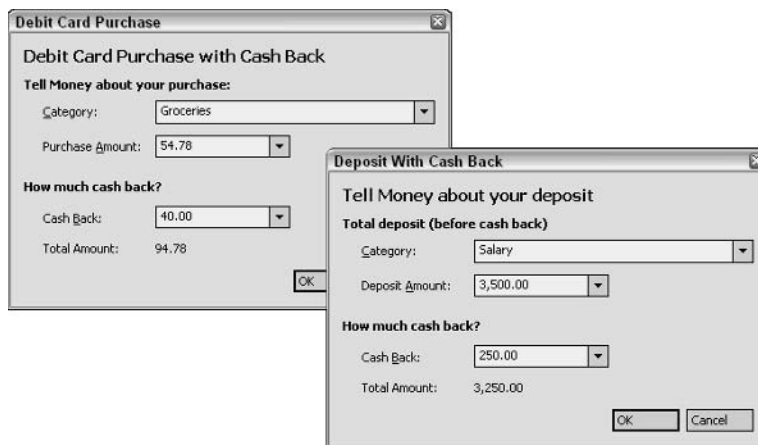 Debit Card Purchase
Debit Card Purchase with Cash Back
Tell Money about your purchase:
Category: Groceries
Purchase Amount: 54.78
How much cash back?
Cash Back: 40.00
Total Amount: 94.78
OK
Deposit With Cash Back
Tell Money about your deposit
Total deposit (before cash back)
Category: Salary
Deposit Amount: 3,500.00
How much cash back?
Cash Back: 250.00
Total Amount: 3,250.00
OK Cancel